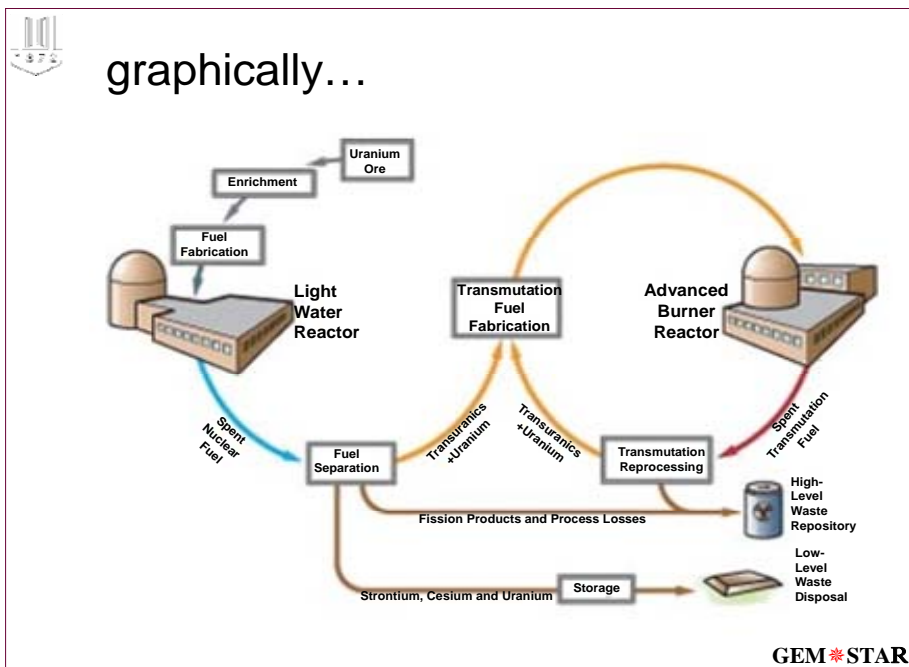 graphically…
Uranium
Ore
Enrichment
Fuel
Fabrication
Light
Water
Reactor
Transmutation
Fuel
Fabrication
Advanced
Burner
Reactor
Spent
Nuclear
Fuel
Fuel
Separation
Transuranics
+Uranium
Transuranics
+Uranium
Transmutation
Reprocessing
Spent
Transmutation
Fuel
Fission Products and Process Losses
High-
Level
Waste
Repository
Strontium, Cesium and Uranium
Storage
Low-
Level
Waste
Disposal
GEM*STAR